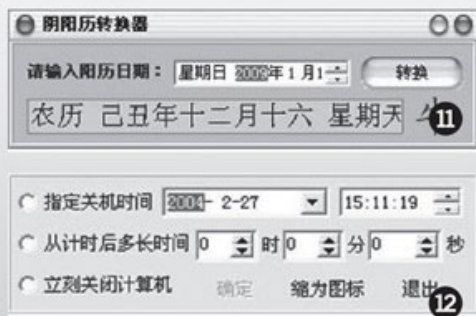 阴阳历转换器
请输入阳历日期： 星期日 2009年1月1 转换
农历 己丑年十二月十六 星期天 牛
11
指定关机时间 2004- 2-27 15:11:19
从计时后多长时间 0 时 0 分 0 秒
立刻关闭计算机 确定 缩为图标 退出
12